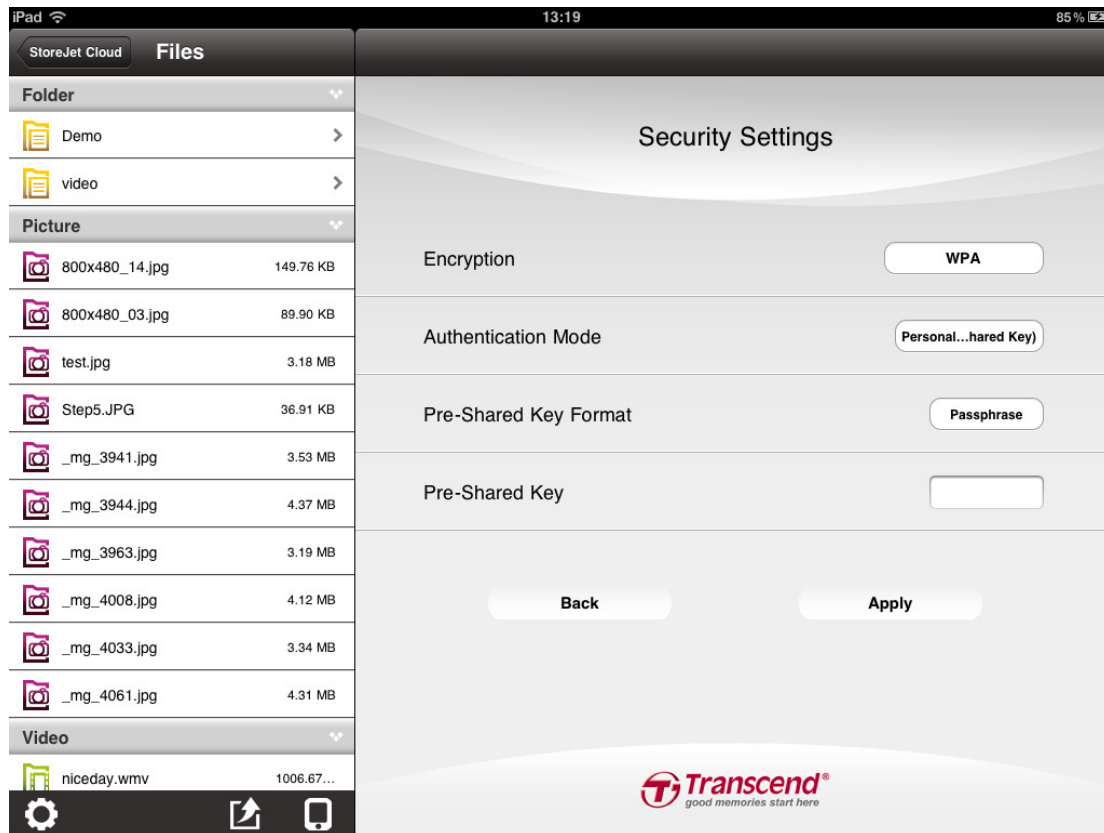 iPad 13:19 85%
StoreJet Cloud Files
Folder
Demo
video
Picture
800x480_14.jpg 149.76 KB
800x480_03.jpg 89.90 KB
test.jpg 3.18 MB
Step5.JPG 36.91 KB
_mg_3941.jpg 3.53 MB
_mg_3944.jpg 4.37 MB
_mg_3963.jpg 3.19 MB
_mg_4008.jpg 4.12 MB
_mg_4033.jpg 3.34 MB
_mg_4061.jpg 4.31 MB
Video
niceday.wmv 1006.67...
Security Settings
Encryption WPA
Authentication Mode Personal...hared Key)
Pre-Shared Key Format Passphrase
Pre-Shared Key
Back Apply
Transcend®
good memories start here